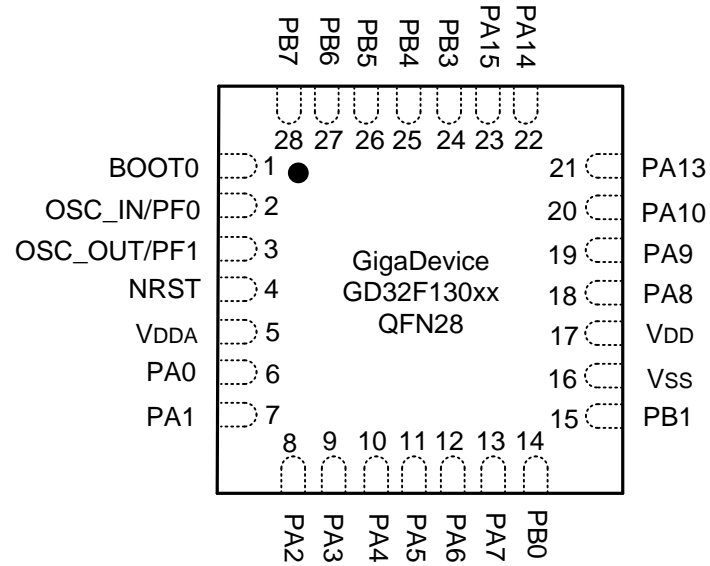 PB7 PB6 PB5 PB4 PB3 PA15 PA14
28 27 26 25 24 23 22
BOOT0 1
OSC_IN/PF0 2
OSC_OUT/PF1 3
NRST 4
VDDA 5
PA0 6
PA1 7
GigaDevice
GD32F130xx
QFN28
21 PA13
20 PA10
19 PA9
18 PA8
17 VDD
16 VSS
15 PB1
8 9 10 11 12 13 14
PA2 PA3 PA4 PA5 PA6 PA7 PB0